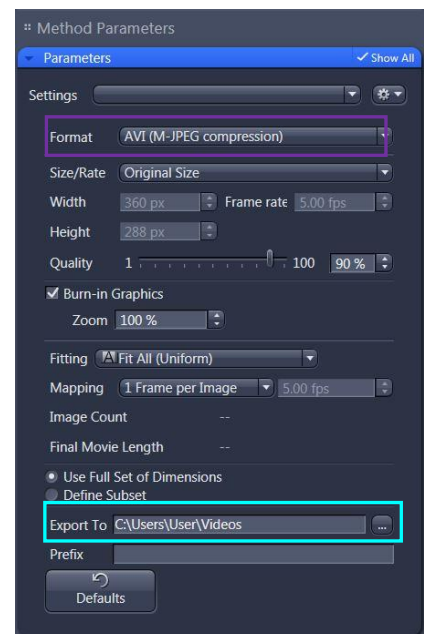 Method Parameters
Parameters Show All
Settings
Format AVI (M-JPEG compression)
Size/Rate Original Size
Width 360 px Frame rate 5.00 fps
Height 288 px
Quality 1 100 90 %
Burn-in Graphics
Zoom 100 %
Fitting Fit All (Uniform)
Mapping 1 Frame per Image 5.00 fps
Image Count --
Final Movie Length --
Use Full Set of Dimensions
Define Subset
Export To C:\Users\User\Videos ...
Prefix
Defaults